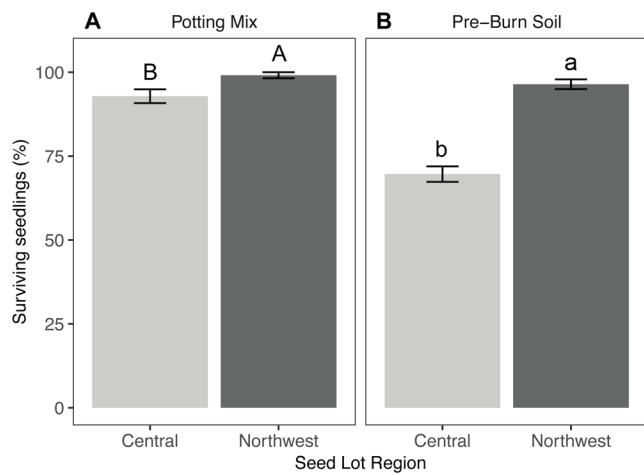 A Potting Mix
B Pre-Burn Soil
Surviving seedlings (%)
100
75
50
25
0
B
A
b
a
Central
Northwest
Central
Northwest
Seed Lot Region